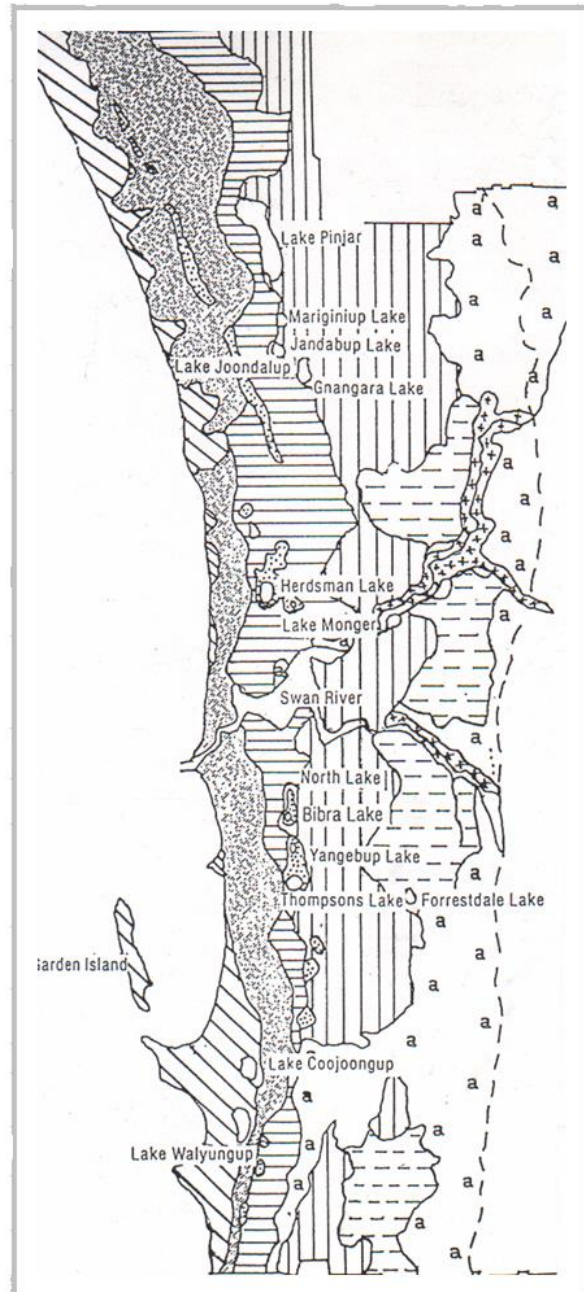 a a
a
Lake Pinjar
a
a
Mariginiup Lake
a
Jandabup Lake
a
Lake Joondalup
a
Gnangara Lake
a
Herdsman Lake
a
Lake Monger
a
a
Swan River
a
North Lake
Bibra Lake
Yangebup Lake
a
Thompsons Lake
Forrestdale Lake
a
Garden Island
a
a
a
Lake Coojoongup
a
a
a
Lake Walyungup
a
a
a
a